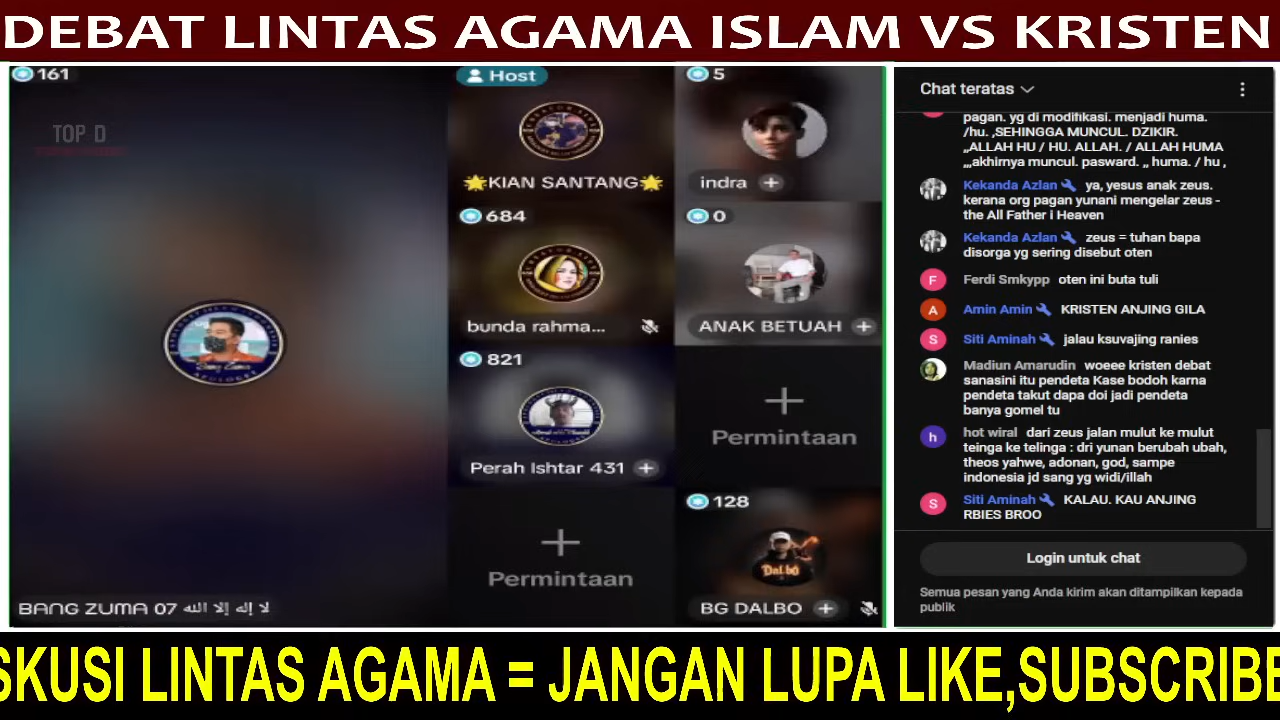 DEBAT LINTAS AGAMA ISLAM VS KRISTEN
161
TOP D
BANG ZUMA 07 لا إله إلا الله
Host
🌟KIAN SANTANG🌟
5
indra +
684
bunda rahma...
0
ANAK BETUAH +
821
Perah Ishtar 431 +
Permintaan
Permintaan
128
Dal.bo
BG DALBO +
Chat teratas
pagan. yg di modifikasi. menjadi huma.
/hu. ,SEHINGGA MUNCUL. DZIKIR.
,,ALLAH HU / HU. ALLAH. / ALLAH HUMA
,,,akhirnya muncul. pasward. ,, huma. / hu ,
Kekanda Azlan ya, yesus anak zeus.
kerana org pagan yunani mengelar zeus -
the All Father i Heaven
Kekanda Azlan zeus = tuhan bapa
disorga yg sering disebut oten
F
Ferdi Smkypp oten ini buta tuli
A
Amin Amin KRISTEN ANJING GILA
S
Siti Aminah jalau ksuvajing ranies
Madiun Amarudin woeee kristen debat
sanasini itu pendeta Kase bodoh karna
pendeta takut dapa doi jadi pendeta
banya gomel tu
h
hot wiral dari zeus jalan mulut ke mulut
teinga ke telinga : dri yunan berubah ubah,
theos yahwe, adonan, god, sampe
indonesia jd sang yg widi/illah
S
Siti Aminah KALAU. KAU ANJING
RBIES BROO
Login untuk chat
Semua pesan yang Anda kirim akan ditampilkan kepada
publik
SKUSI LINTAS AGAMA = JANGAN LUPA LIKE,SUBSCRIBE